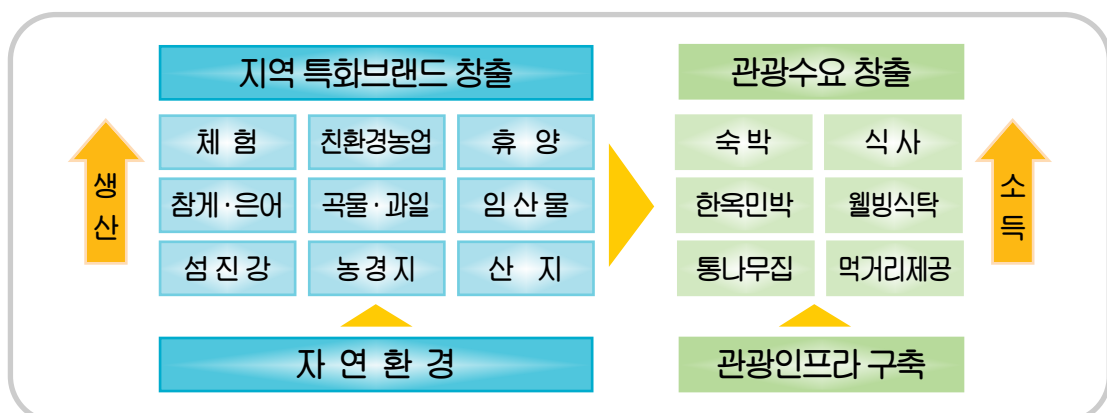 지역 특화브랜드 창출
관광수요 창출
생산
체 험
친환경농업
휴 양
숙 박
식 사
소득
참게·은어
곡물·과일
임 산 물
한옥민박
웰빙식탁
섬 진 강
농 경 지
산 지
통나무집
먹거리제공
자 연 환 경
관광인프라 구축